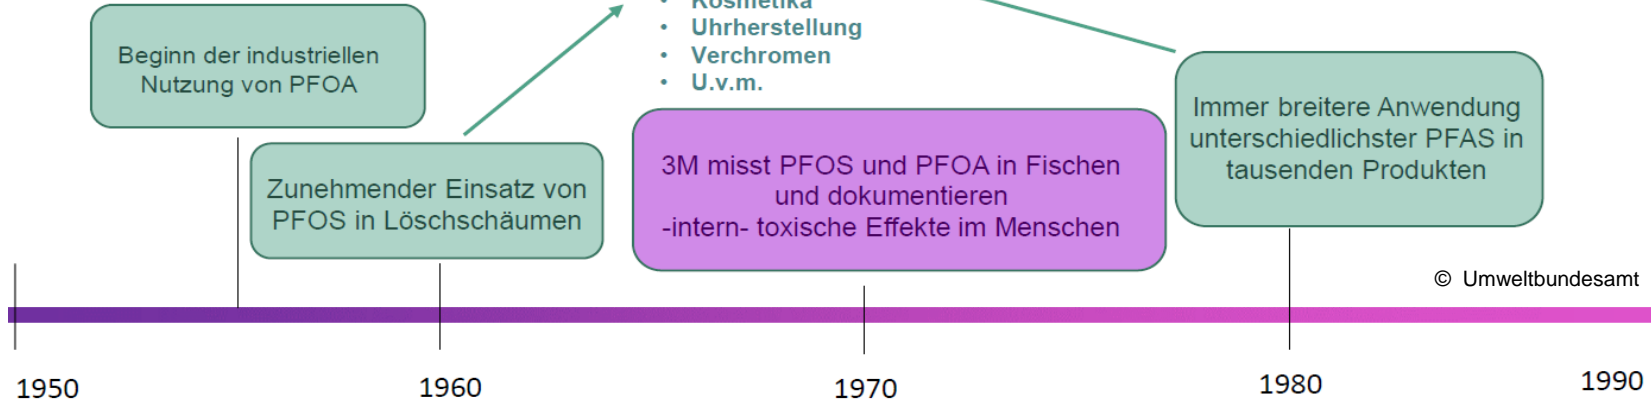 Kosmetika
• Uhrherstellung
• Verchromen
• U.v.m.
Beginn der industriellen
Nutzung von PFOA
Zunehmender Einsatz von
PFOS in Löschschäumen
3M misst PFOS und PFOA in Fischen
und dokumentieren
-intern- toxische Effekte im Menschen
Immer breitere Anwendung
unterschiedlichster PFAS in
tausenden Produkten
© Umweltbundesamt
1950
1960
1970
1980
1990